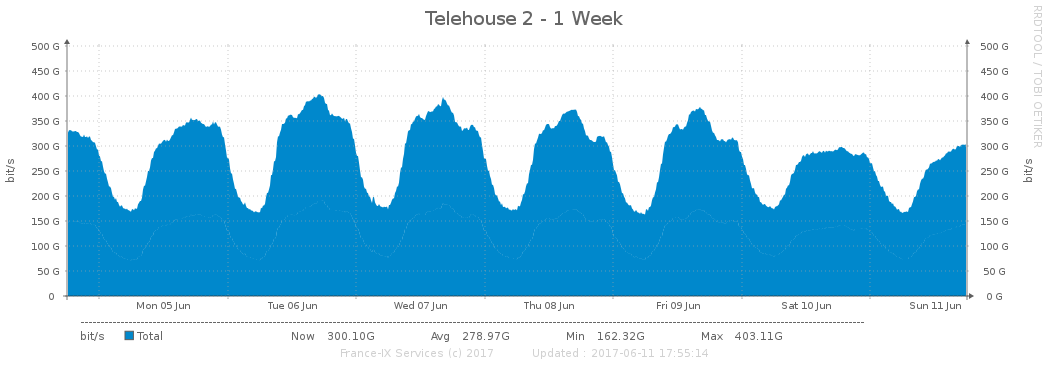 Telehouse 2 - 1 Week
RRDTOOL / TOBI OETIKER
500 G 500 G
450 G 450 G
400 G 400 G
350 G 350 G
300 G 300 G
250 G 250 G
200 G 200 G
150 G 150 G
100 G 100 G
50 G 50 G
0 0 G
bit/s bit/s
Mon 05 Jun Tue 06 Jun Wed 07 Jun Thu 08 Jun Fri 09 Jun Sat 10 Jun Sun 11 Jun
bit/s Total Now 300.10G Avg 278.97G Min 162.32G Max 403.11G
France-IX Services (c) 2017 Updated : 2017-06-11 17:55:14